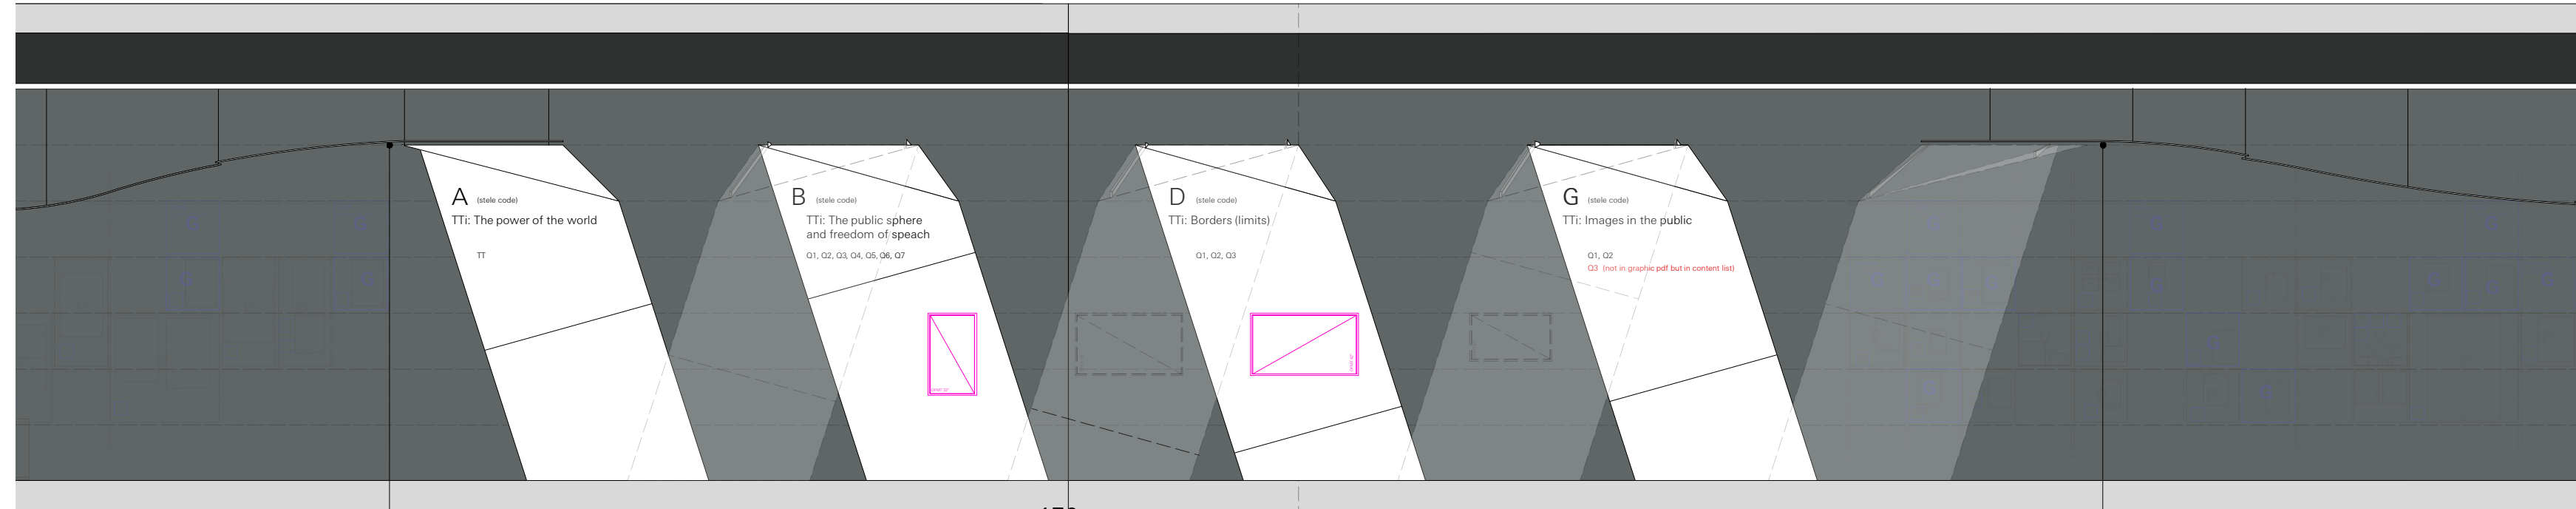 A (stele code)
TTi: The power of the world
TT
B (stele code)
TTi: The public sphere
and freedom of speach
Q1, Q2, Q3, Q4, Q5, Q6, Q7
D (stele code)
TTi: Borders (limits)
Q1, Q2, Q3
G (stele code)
TTi: Images in the public
Q1, Q2
Q3 (not in graphic pdf but in content list)